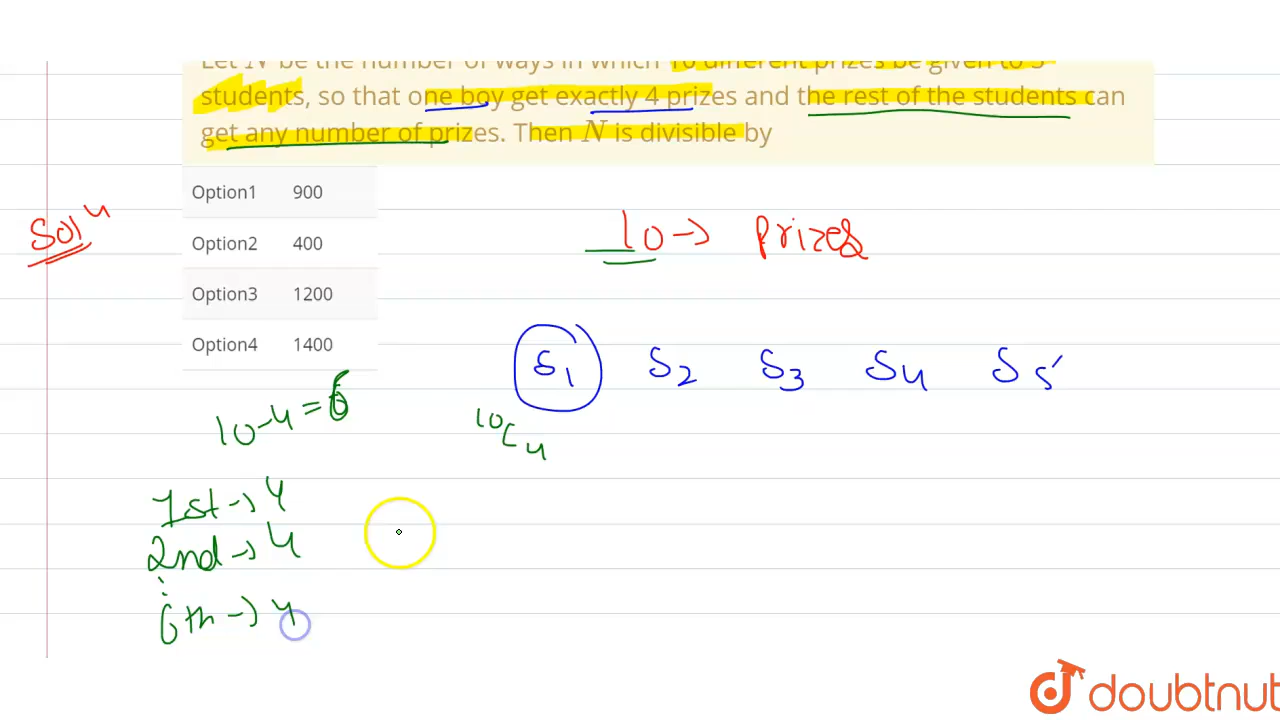 Let N be the number of ways in which 10 different prizes be given to 5
students, so that one boy get exactly 4 prizes and the rest of the students can
get any number of prizes. Then N is divisible by
Option1 900
Option2 400
Option3 1200
Option4 1400
Solⁿ
10 → Prizes
S1 S2 S3 S4 S5
10-4=6
10C4
1st → 4
2nd → 4
6th → 4
doubtnut